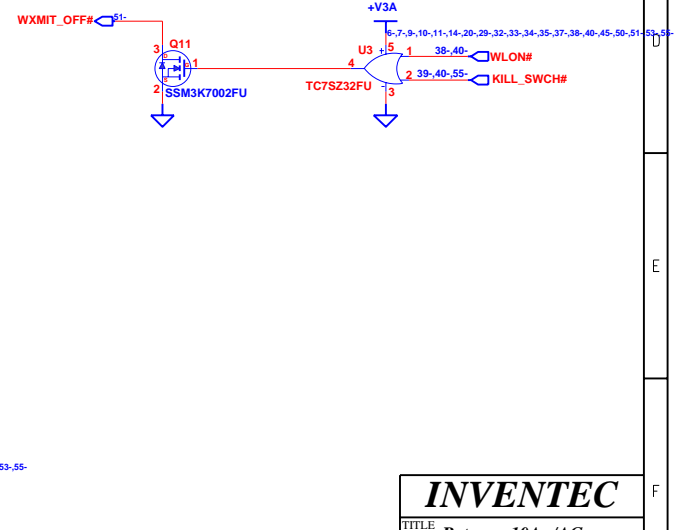 +V3A
WXMIT_OFF# 51-
6-,7-,9-,10-,11-,14-,20-,29-,32-,33-,34-,35-,37-,38-,40-,45-,50-,51-,53-,55-
D
3 Q11
1
2
SSM3K7002FU
U3 + 5
4
1 38-,40- WLON#
2 39-,40-,55- KILL_SWCH#
TC7SZ32FU
- 3
E
53-,55-
F
INVENTEC
TITLE